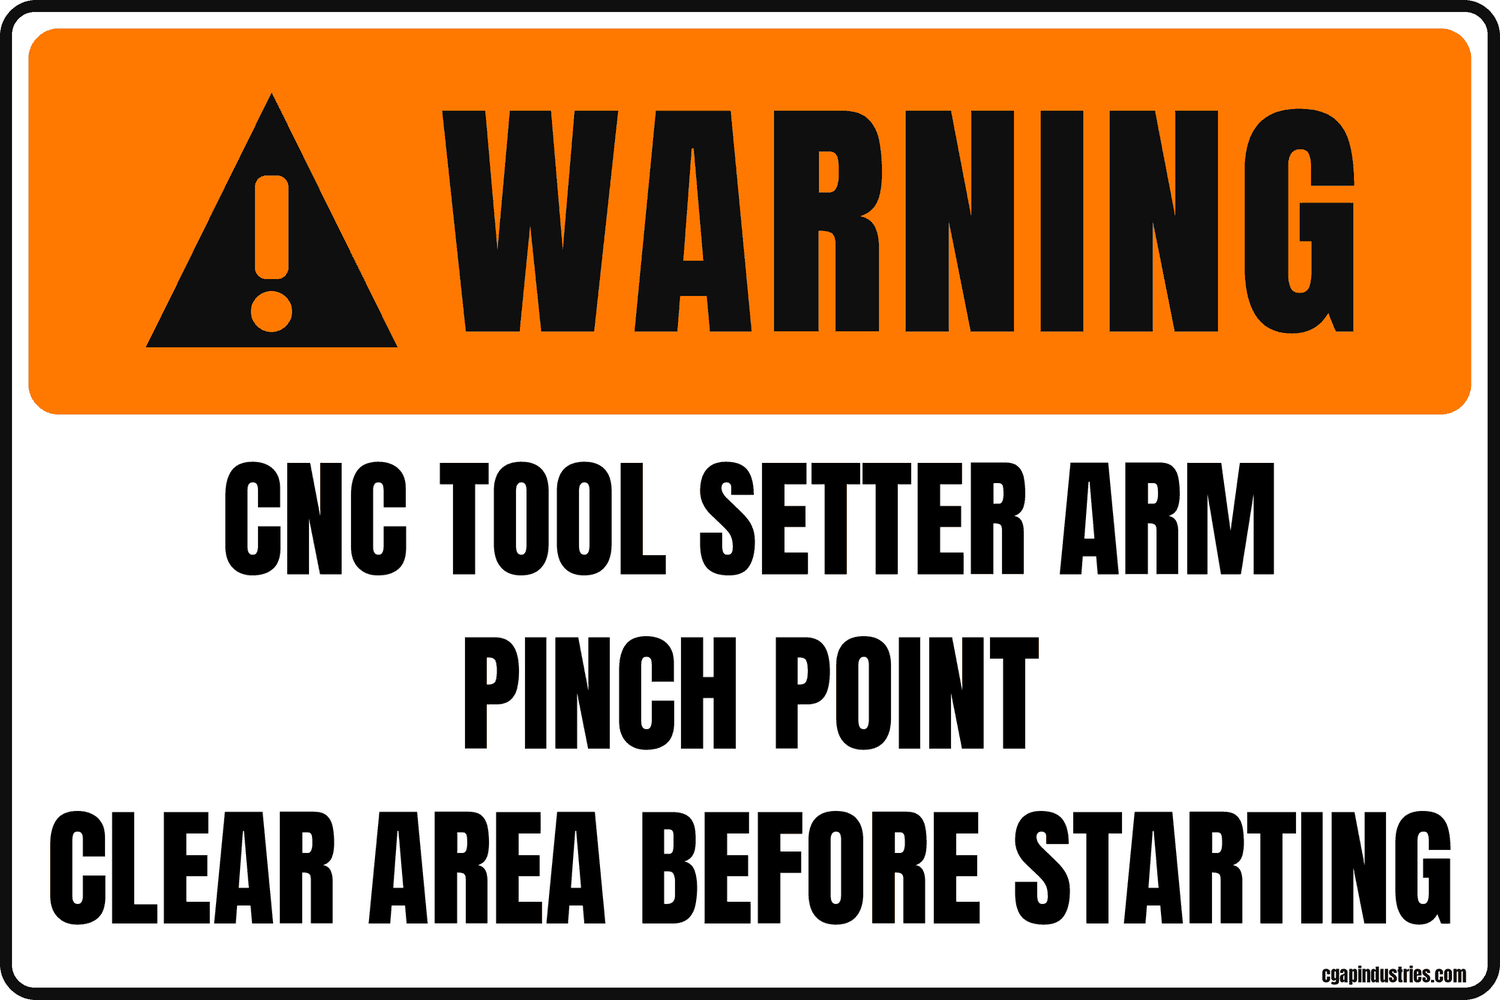 WARNING
CNC TOOL SETTER ARM
PINCH POINT
CLEAR AREA BEFORE STARTING
cgapindustries.com